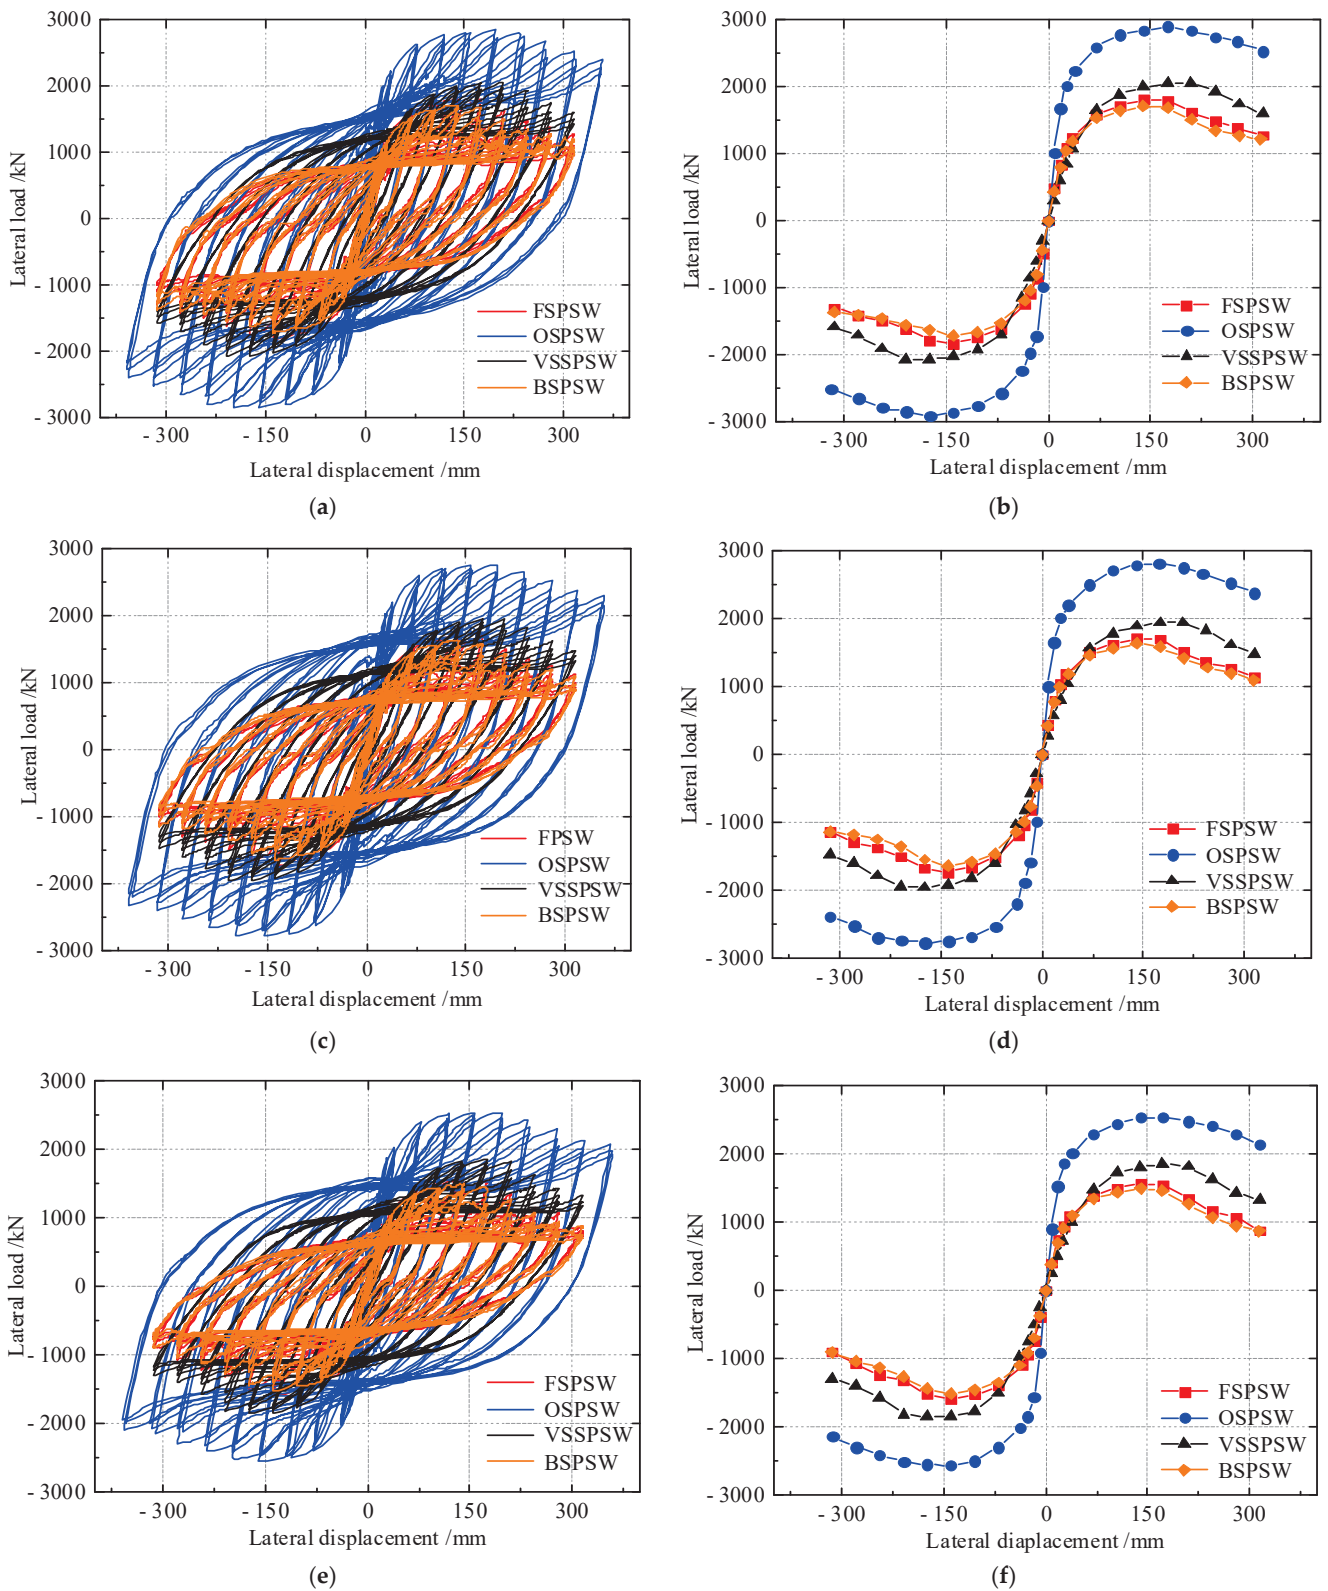 3000
2000
1000
0
- 1000
- 2000
- 3000
Lateral load /kN
FSPSW
OSPSW
VSSPSW
BSPSW
- 300
- 150
0
150
300
Lateral displacement /mm
(a)
3000
2000
1000
0
- 1000
- 2000
- 3000
Lateral load /kN
FSPSW
OSPSW
VSSPSW
BSPSW
- 300
- 150
0
150
300
Lateral displacement /mm
(b)
3000
2000
1000
0
- 1000
- 2000
- 3000
Lateral load /kN
FPSW
OSPSW
VSSPSW
BSPSW
- 300
- 150
0
150
300
Lateral displacement /mm
(c)
3000
2000
1000
0
- 1000
- 2000
- 3000
Lateral load /kN
FSPSW
OSPSW
VSSPSW
BSPSW
- 300
- 150
0
150
300
Lateral displacement /mm
(d)
3000
2000
1000
0
- 1000
- 2000
- 3000
Lateral load /kN
FSPSW
OSPSW
VSSPSW
BSPSW
- 300
- 150
0
150
300
Lateral displacement /mm
(e)
3000
2000
1000
0
- 1000
- 2000
- 3000
Lateral load/kN
FSPSW
OSPSW
VSSPSW
BSPSW
- 300
- 150
0
150
300
Lateral diaplacement /mm
(f)